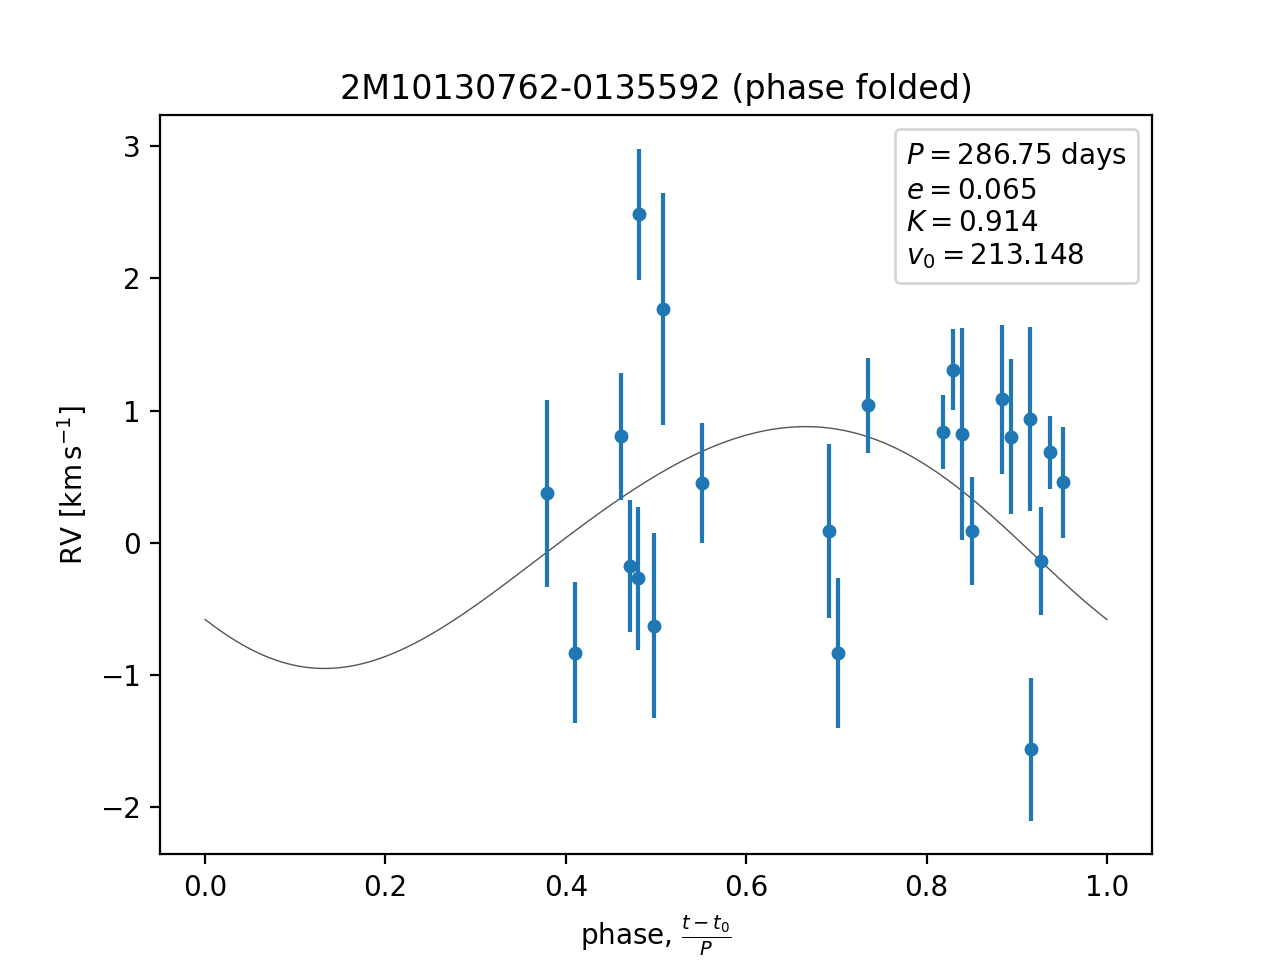 2M10130762-0135592 (phase folded)
P = 286.75 days
e = 0.065
K = 0.914
v₀ = 213.148
3
2
1
0
−1
−2
RV [km s⁻¹]
0.0 0.2 0.4 0.6 0.8 1.0
phase, (t − t₀)/P